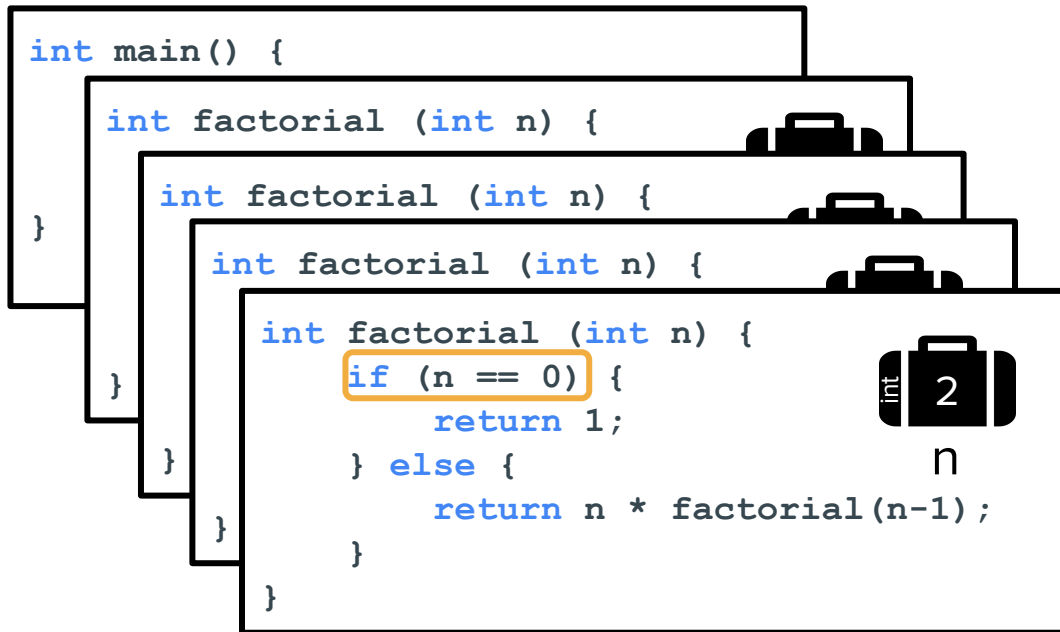 int main() {
int factorial (int n) {
int factorial (int n) {
}
int factorial (int n) {
int factorial (int n) {
if (n == 0) {
}
int 2
return 1;
} else {
}
n
return n * factorial(n-1);
}
}
}